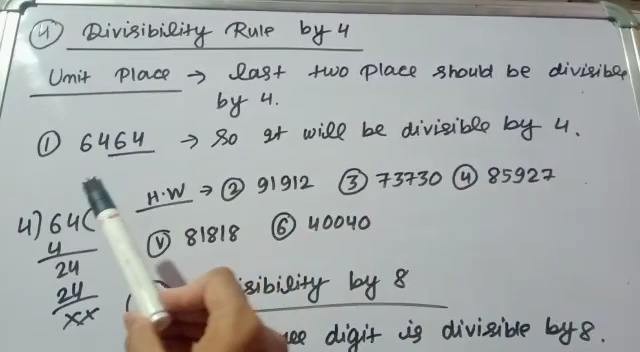 ④ Divisibility Rule by 4
Unit Place → last two place should be divisible
by 4.
① 6464 → So It will be divisible by 4.
H.W → ② 91912 ③ 73730 ④ 85927
Ⓥ 81818 ⑥ 40040
4)64(
4
24
24
xx
by 8
digit is divisible by 8.